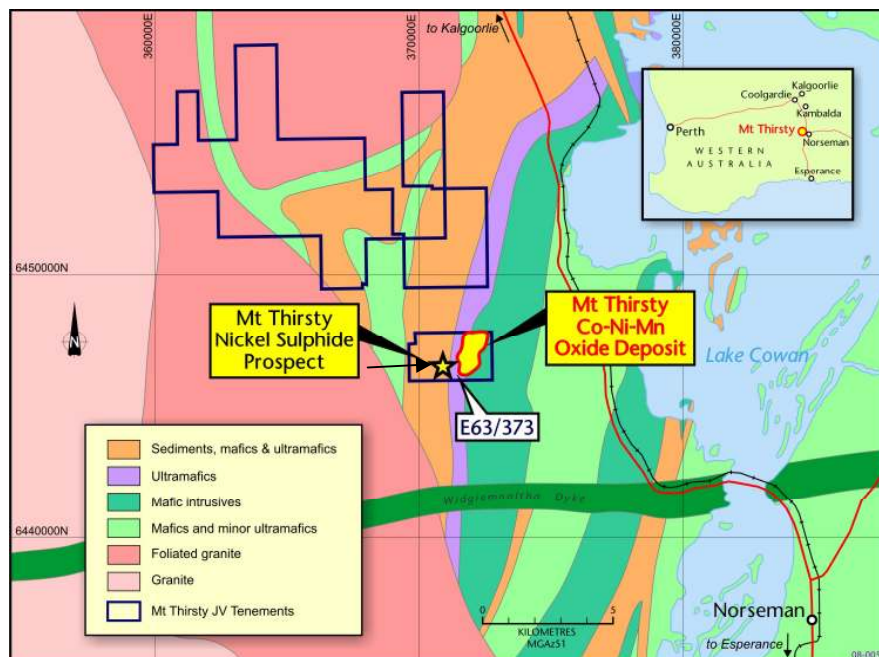 360000E
370000E
380000E
to Kalgoorlie
Kalgoorlie
Coolgardie
Kambalda
Perth
Mt Thirsty
Norseman
WESTERN
AUSTRALIA
Esperance
6450000N
Mt Thirsty
Nickel Sulphide
Prospect
Mt Thirsty
Co-Ni-Mn
Oxide Deposit
Lake Cowan
N
E63/373
Sediments, mafics & ultramafics
Ultramafics
Mafic intrusives
Mafics and minor ultramafics
Foliated granite
Granite
Mt Thirsty JV Tenements
Widgiemooltha Dyke
6440000N
0
5
KILOMETRES
MGAz51
Norseman
to Esperance